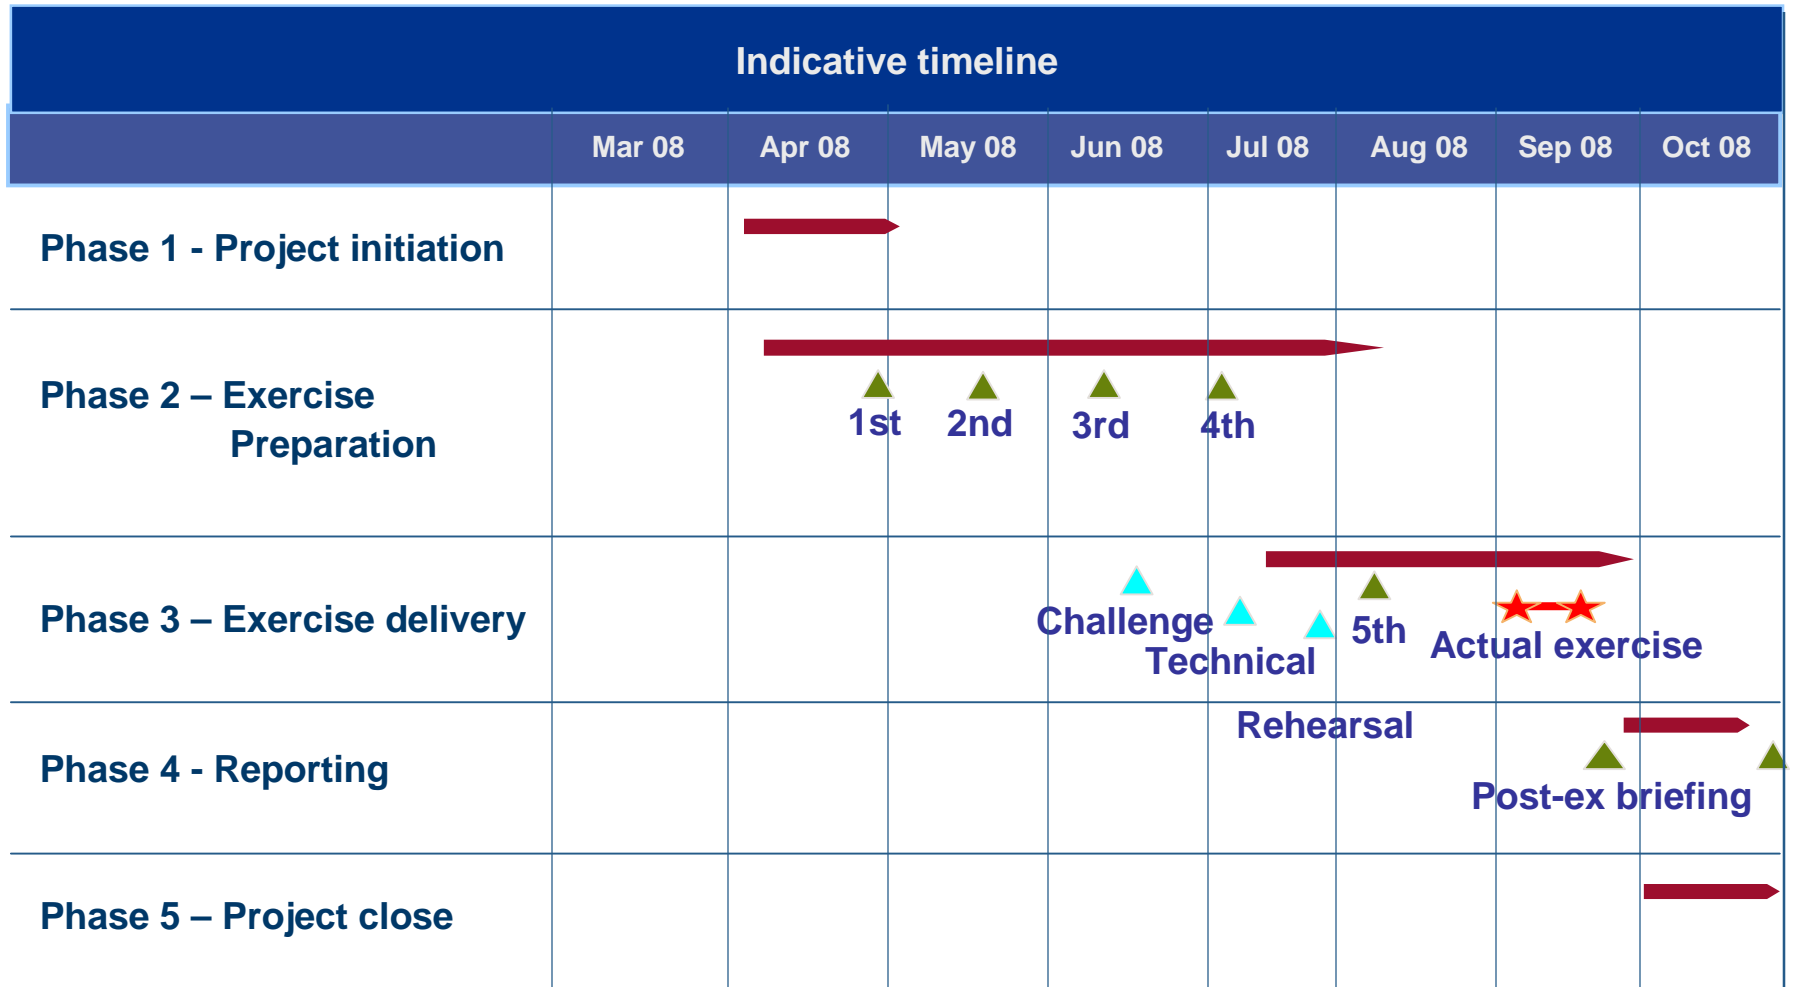 Indicative timeline
Mar 08 Apr 08 May 08 Jun 08 Jul 08 Aug 08 Sep 08 Oct 08
Phase 1 - Project initiation
Phase 2 – Exercise
Preparation
1st 2nd 3rd 4th
Phase 3 – Exercise delivery
Challenge
Technical
5th
Actual exercise
Rehearsal
Phase 4 - Reporting
Post-ex briefing
Phase 5 – Project close